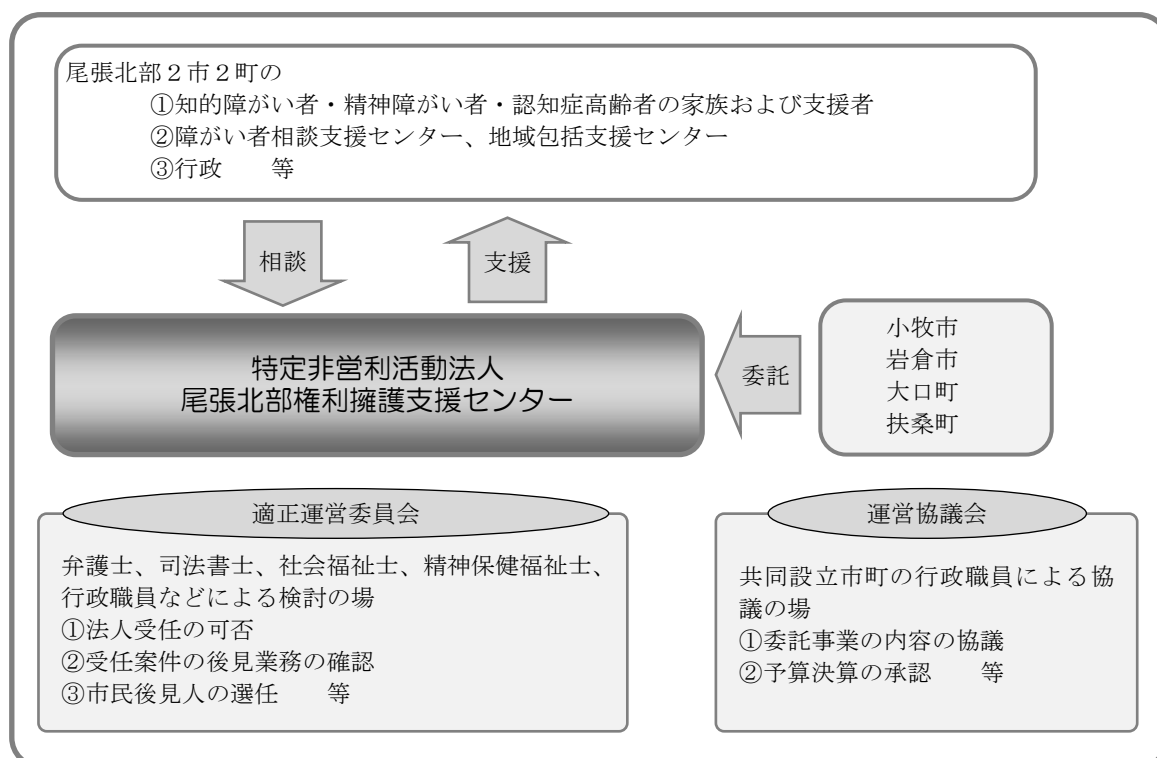 尾張北部２市２町の
①知的障がい者・精神障がい者・認知症高齢者の家族および支援者
②障がい者相談支援センター、地域包括支援センター
③行政　　等
相談
支援
特定非営利活動法人
尾張北部権利擁護支援センター
委託
小牧市
岩倉市
大口町
扶桑町
適正運営委員会
弁護士、司法書士、社会福祉士、精神保健福祉士、
行政職員などによる検討の場
①法人受任の可否
②受任案件の後見業務の確認
③市民後見人の選任　　等
運営協議会
共同設立市町の行政職員による協
議の場
①委託事業の内容の協議
②予算決算の承認　　等